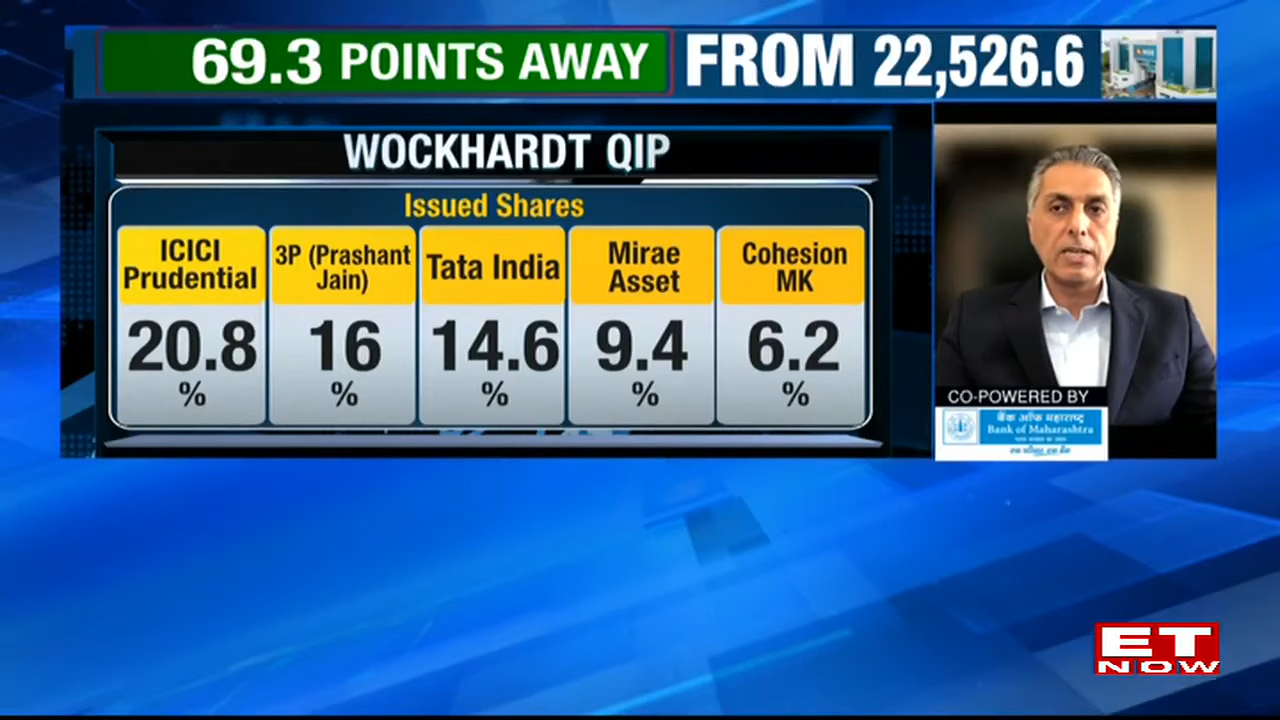 69.3 POINTS AWAY FROM 22,526.6
WOCKHARDT QIP
Issued Shares
ICICI
Prudential
20.8
%
3P (Prashant
Jain)
16
%
Tata India
14.6
%
Mirae
Asset
9.4
%
Cohesion
MK
6.2
%
CO-POWERED BY
बैंक ऑफ महाराष्ट्र
Bank of Maharashtra
ET
NOW